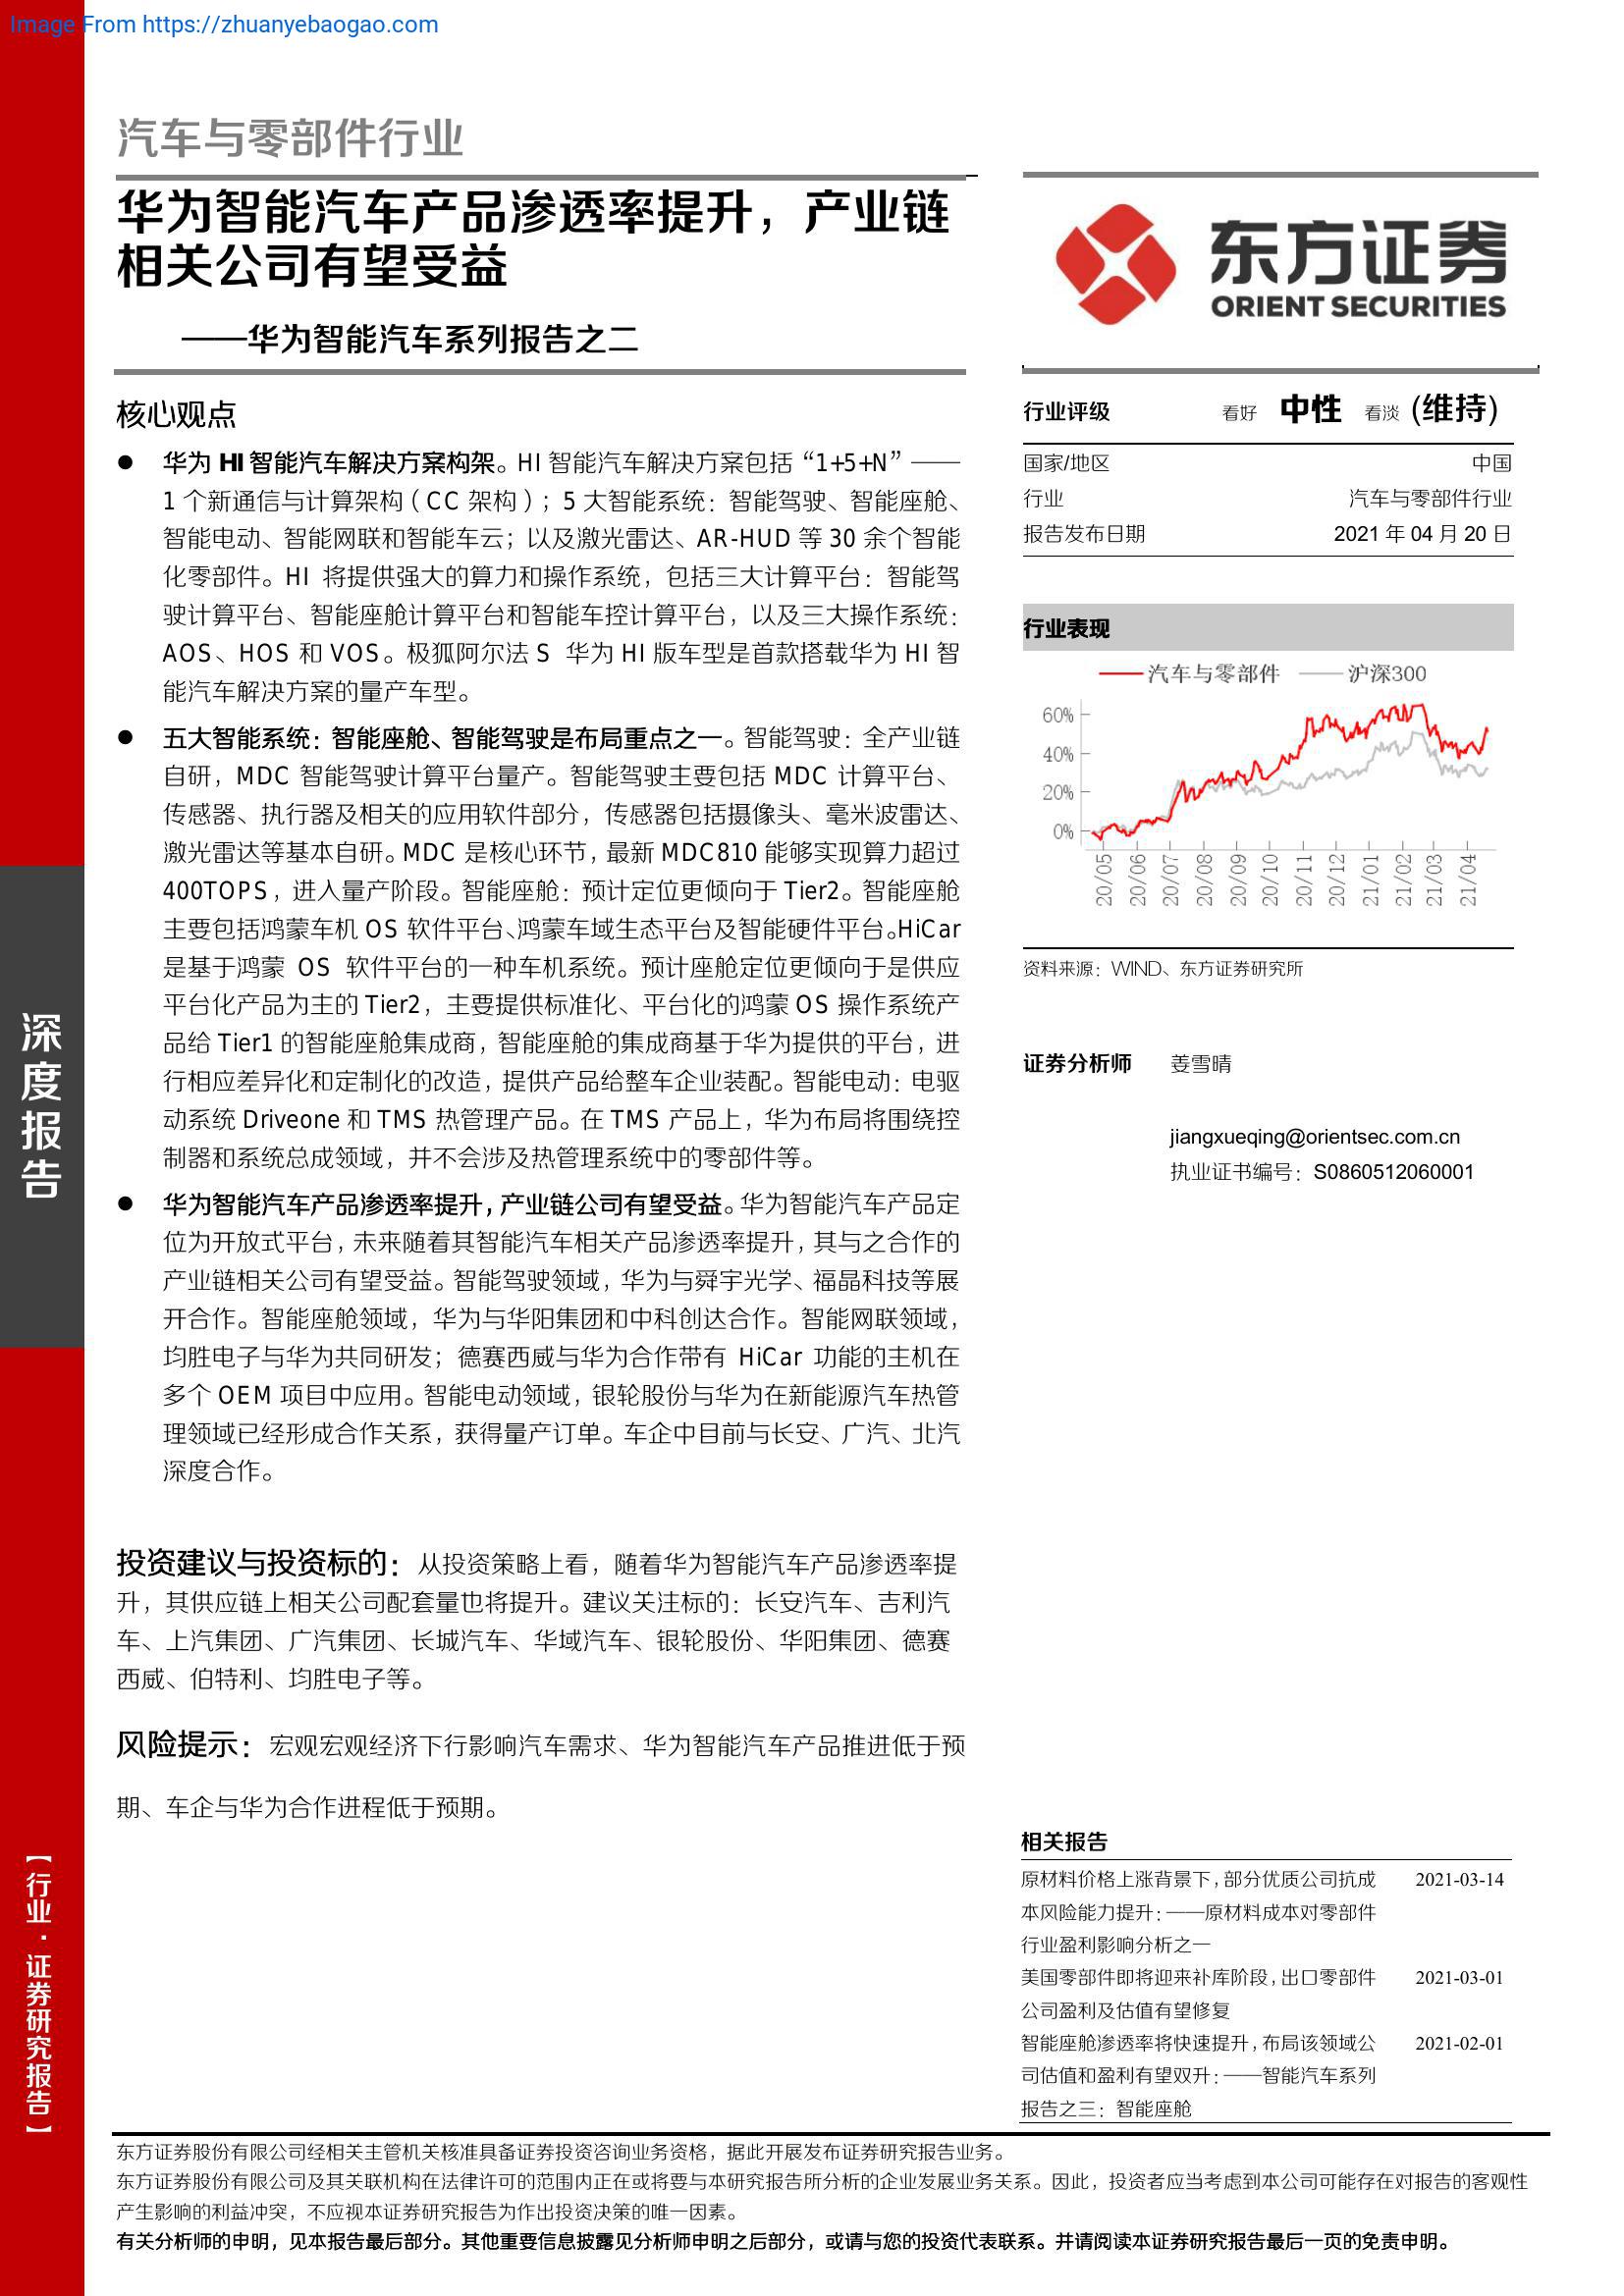 Image From https://zhuanyebaogao.com
汽车与零部件行业
华为智能汽车产品渗透率提升，产业链
相关公司有望受益
——华为智能汽车系列报告之二
核心观点
● 华为 HI 智能汽车解决方案构架。HI 智能汽车解决方案包括“1+5+N”——
1 个新通信与计算架构（CC 架构）；5 大智能系统：智能驾驶、智能座舱、
智能电动、智能网联和智能车云；以及激光雷达、AR-HUD 等 30 余个智能
化零部件。HI 将提供强大的算力和操作系统，包括三大计算平台：智能驾
驶计算平台、智能座舱计算平台和智能车控计算平台，以及三大操作系统：
AOS、HOS 和 VOS。极狐阿尔法 S 华为 HI 版车型是首款搭载华为 HI 智
能汽车解决方案的量产车型。
● 五大智能系统：智能座舱、智能驾驶是布局重点之一。智能驾驶：全产业链
自研，MDC 智能驾驶计算平台量产。智能驾驶主要包括 MDC 计算平台、
传感器、执行器及相关的应用软件部分，传感器包括摄像头、毫米波雷达、
激光雷达等基本自研。MDC 是核心环节，最新 MDC810 能够实现算力超过
400TOPS，进入量产阶段。智能座舱：预计定位更倾向于 Tier2。智能座舱
主要包括鸿蒙车机 OS 软件平台、鸿蒙车域生态平台及智能硬件平台。HiCar
是基于鸿蒙 OS 软件平台的一种车机系统。预计座舱定位更倾向于是供应
平台化产品为主的 Tier2，主要提供标准化、平台化的鸿蒙 OS 操作系统产
品给 Tier1 的智能座舱集成商，智能座舱的集成商基于华为提供的平台，进
行相应差异化和定制化的改造，提供产品给整车企业装配。智能电动：电驱
动系统 Driveone 和 TMS 热管理产品。在 TMS 产品上，华为布局将围绕控
制器和系统总成领域，并不会涉及热管理系统中的零部件等。
● 华为智能汽车产品渗透率提升，产业链公司有望受益。华为智能汽车产品定
位为开放式平台，未来随着其智能汽车相关产品渗透率提升，其与之合作的
产业链相关公司有望受益。智能驾驶领域，华为与舜宇光学、福晶科技等展
开合作。智能座舱领域，华为与华阳集团和中科创达合作。智能网联领域，
均胜电子与华为共同研发；德赛西威与华为合作带有 HiCar 功能的主机在
多个 OEM 项目中应用。智能电动领域，银轮股份与华为在新能源汽车热管
理领域已经形成合作关系，获得量产订单。车企中目前与长安、广汽、北汽
深度合作。
投资建议与投资标的：从投资策略上看，随着华为智能汽车产品渗透率提
升，其供应链上相关公司配套量也将提升。建议关注标的：长安汽车、吉利汽
车、上汽集团、广汽集团、长城汽车、华域汽车、银轮股份、华阳集团、德赛
西威、伯特利、均胜电子等。
风险提示：宏观宏观经济下行影响汽车需求、华为智能汽车产品推进低于预
期、车企与华为合作进程低于预期。
东方证券
ORIENT SECURITIES
行业评级 看好 中性 看淡 (维持)
国家/地区 中国
行业 汽车与零部件行业
报告发布日期 2021 年 04 月 20 日
行业表现
汽车与零部件 沪深300
60%
40%
20%
0%
20/05 20/06 20/07 20/08 20/09 20/10 20/11 20/12 21/01 21/02 21/03 21/04
资料来源：WIND、东方证券研究所
证券分析师 姜雪晴
jiangxueqing@orientsec.com.cn
执业证书编号：S0860512060001
相关报告
原材料价格上涨背景下，部分优质公司抗成 2021-03-14
本风险能力提升：——原材料成本对零部件
行业盈利影响分析之一
美国零部件即将迎来补库阶段，出口零部件 2021-03-01
公司盈利及估值有望修复
智能座舱渗透率将快速提升，布局该领域公 2021-02-01
司估值和盈利有望双升：——智能汽车系列
报告之三：智能座舱
深度报告
【行业·证券研究报告】
东方证券股份有限公司经相关主管机关核准具备证券投资咨询业务资格，据此开展发布证券研究报告业务。
东方证券股份有限公司及其关联机构在法律许可的范围内正在或将要与本研究报告所分析的企业发展业务关系。因此，投资者应当考虑到本公司可能存在对报告的客观性
产生影响的利益冲突，不应视本证券研究报告为作出投资决策的唯一因素。
有关分析师的申明，见本报告最后部分。其他重要信息披露见分析师申明之后部分，或请与您的投资代表联系。并请阅读本证券研究报告最后一页的免责申明。